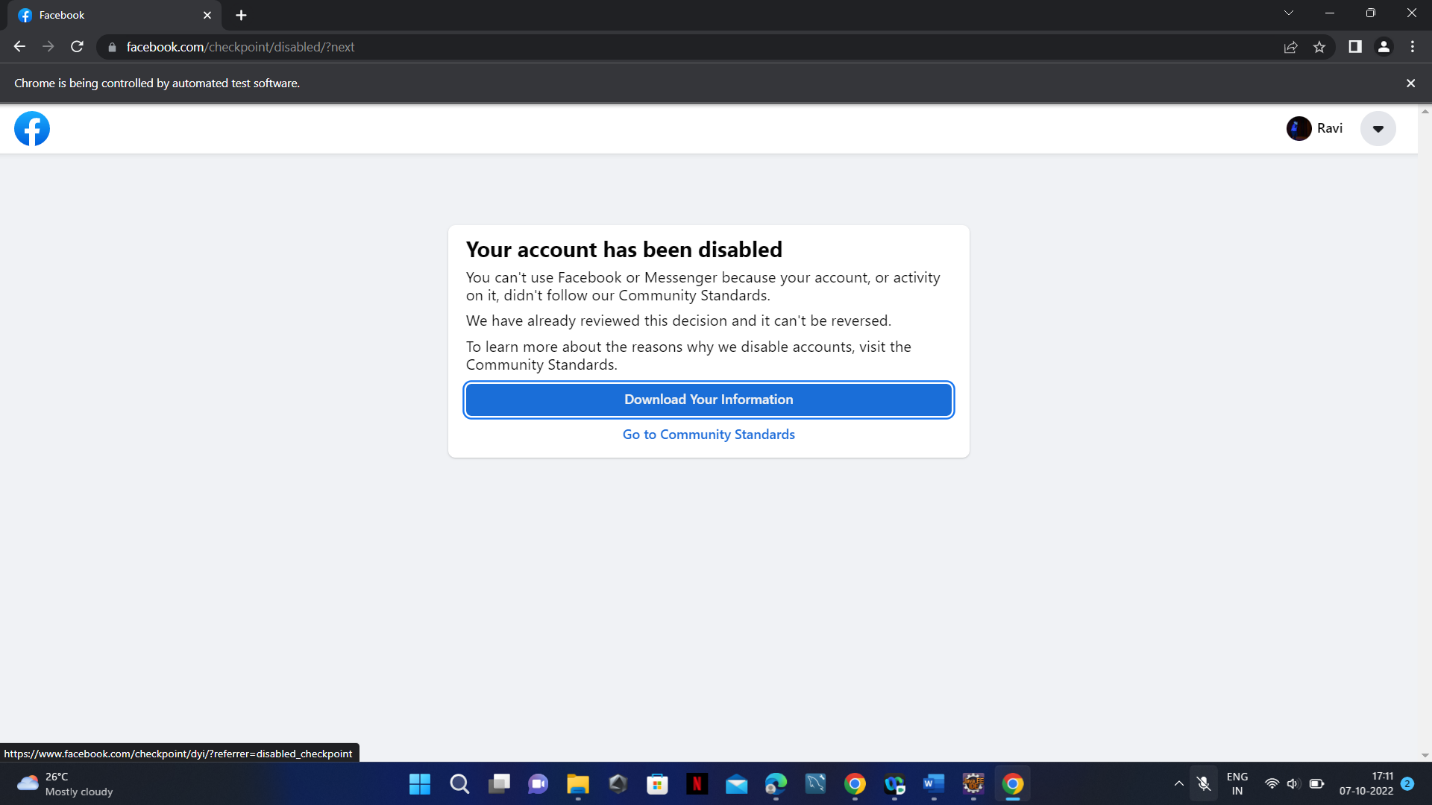 Facebook
facebook.com/checkpoint/disabled/?next
Chrome is being controlled by automated test software.
Ravi
Your account has been disabled
You can't use Facebook or Messenger because your account, or activity
on it, didn't follow our Community Standards.
We have already reviewed this decision and it can't be reversed.
To learn more about the reasons why we disable accounts, visit the
Community Standards.
Download Your Information
Go to Community Standards
https://www.facebook.com/checkpoint/dyi/?referrer=disabled_checkpoint
26°C
Mostly cloudy
N
W
ENG
IN
17:11
07-10-2022
2